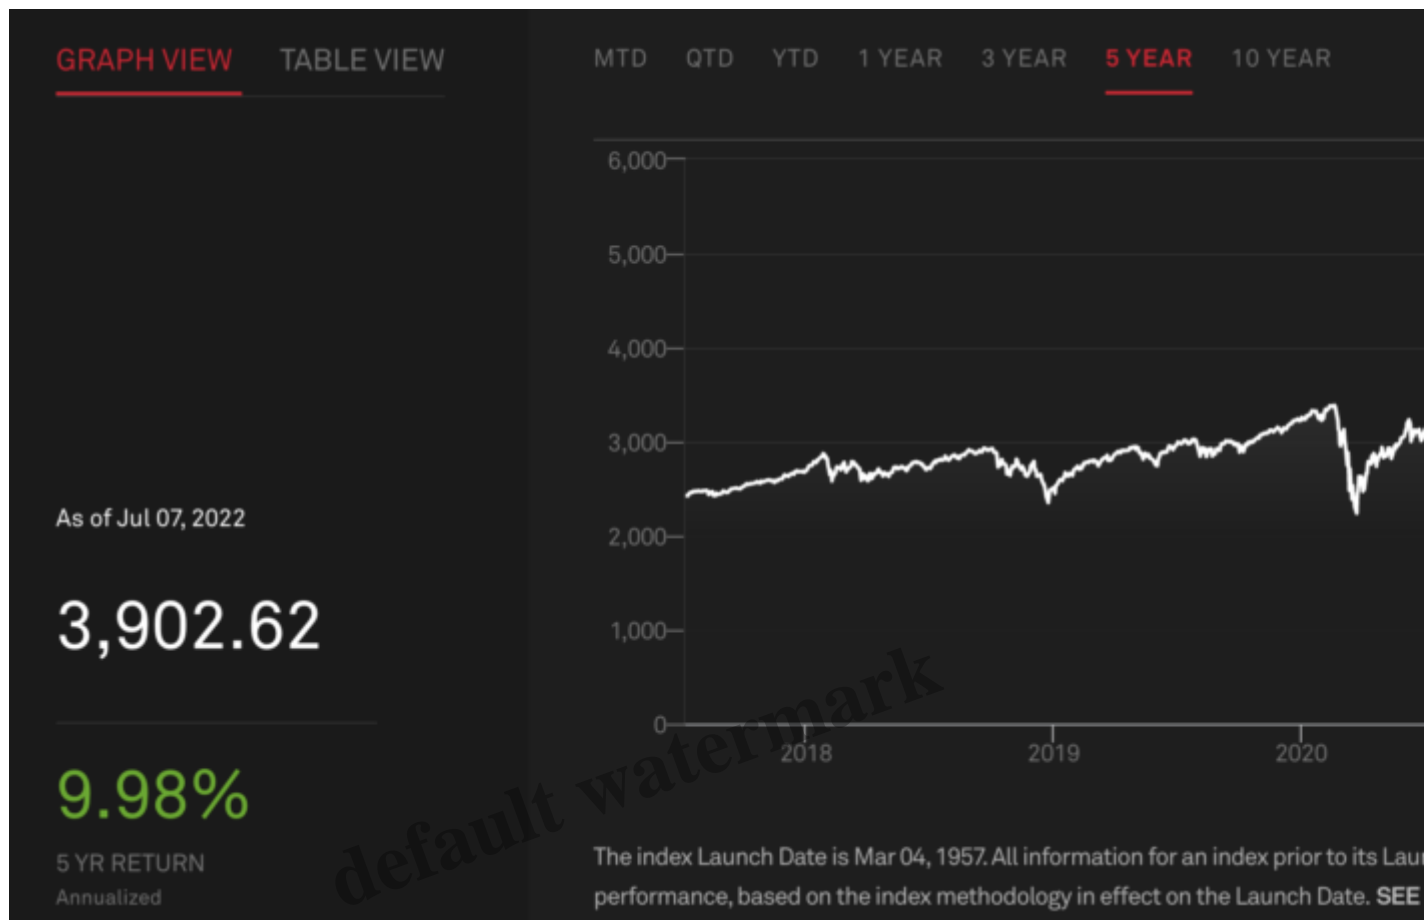 GRAPH VIEW TABLE VIEW
MTD QTD YTD 1 YEAR 3 YEAR 5 YEAR 10 YEAR
6,000
5,000
4,000
3,000
2,000
1,000
0
2018 2019 2020
As of Jul 07, 2022
3,902.62
9.98%
5 YR RETURN
Annualized
The index Launch Date is Mar 04, 1957. All information for an index prior to its Lau
performance, based on the index methodology in effect on the Launch Date. SEE
default watermark